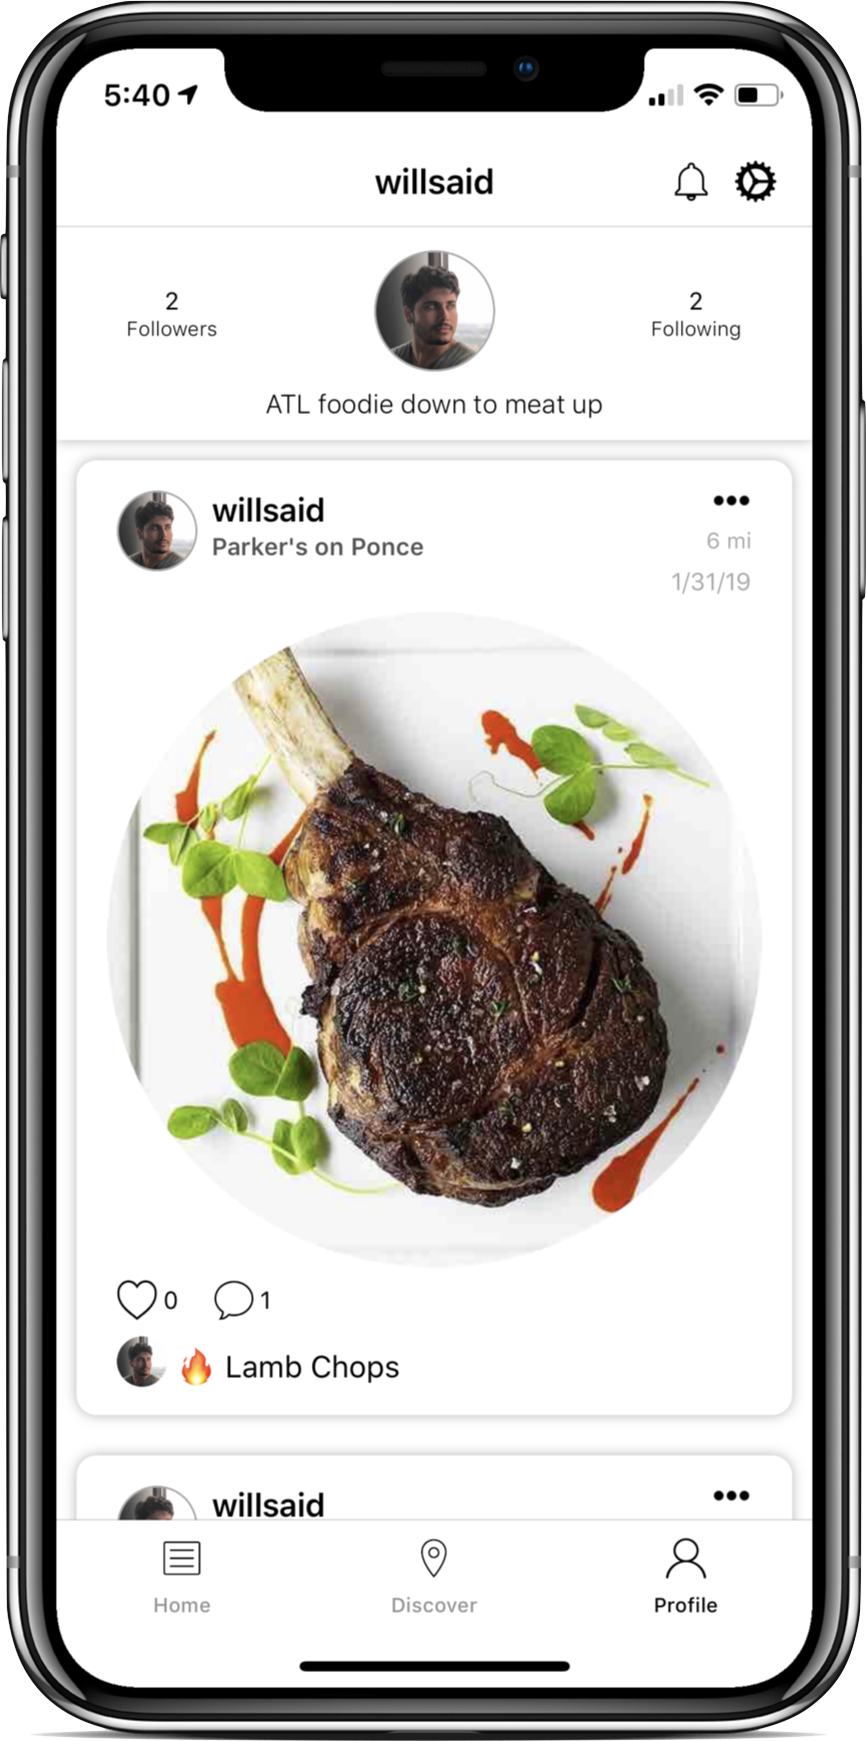 5:40
willsaid
2
Followers
2
Following
ATL foodie down to meat up
willsaid
Parker's on Ponce
6 mi
1/31/19
0
1
🔥 Lamb Chops
willsaid
Home
Discover
Profile